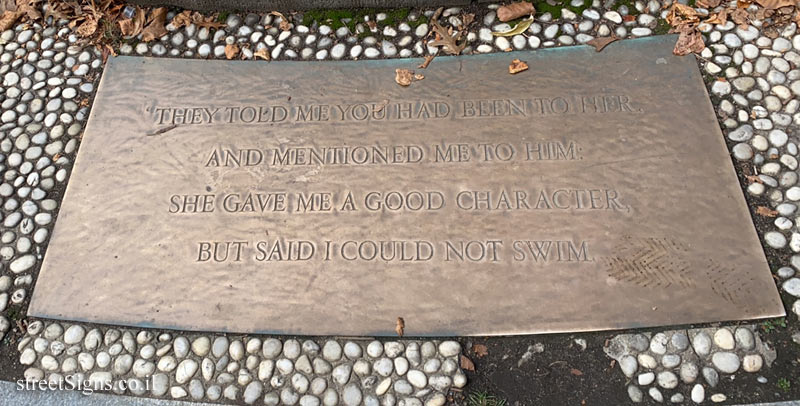 'THEY TOLD ME YOU HAD BEEN TO HER,
AND MENTIONED ME TO HIM:
SHE GAVE ME A GOOD CHARACTER,
BUT SAID I COULD NOT SWIM.
streetSigns.co.il